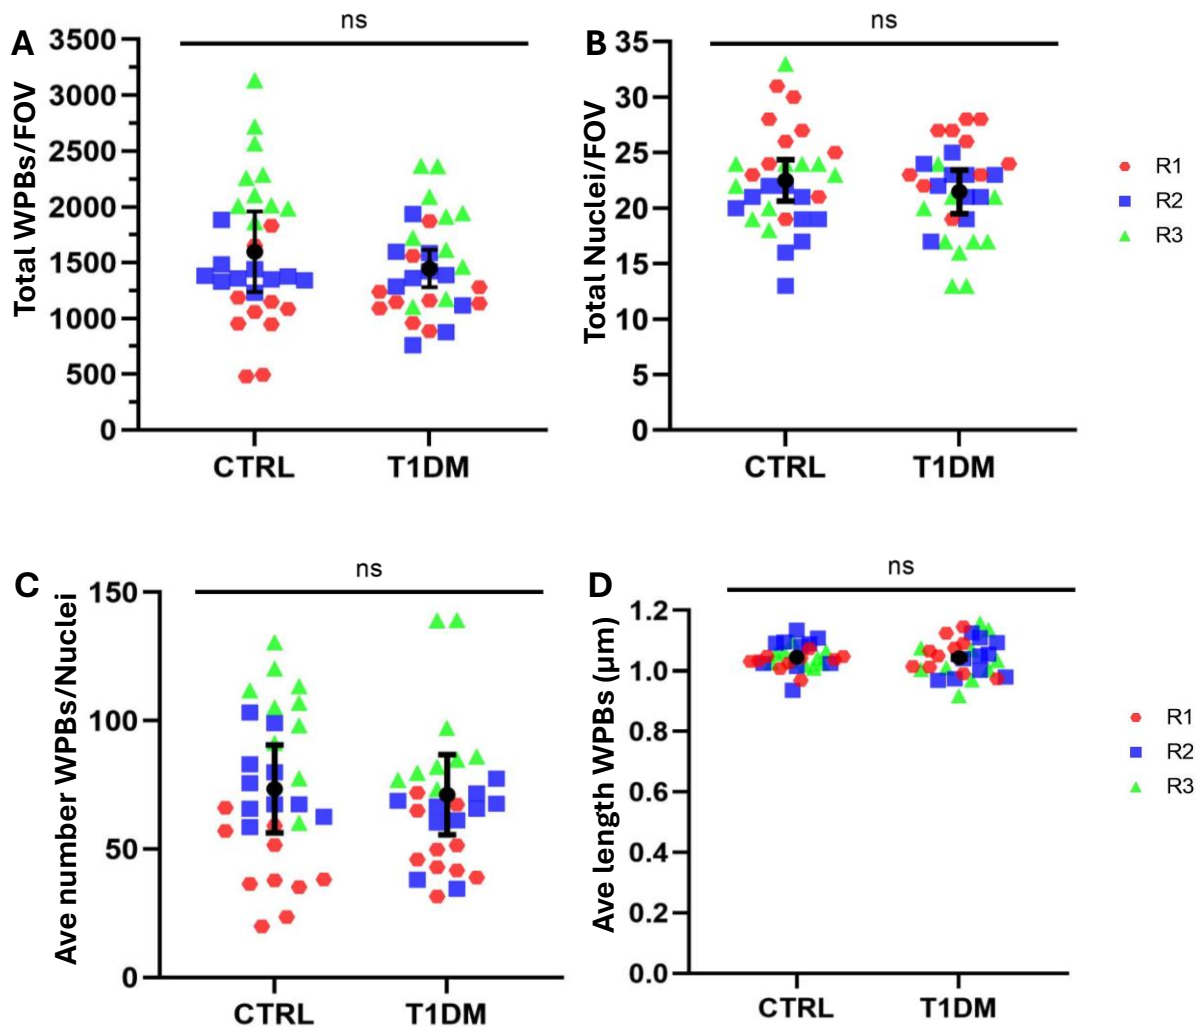 A
ns
Total WPBs/FOV
3500
3000
2500
2000
1500
1000
500
0
CTRL T1DM
B
ns
Total Nuclei/FOV
35
30
25
20
15
10
5
0
CTRL T1DM
R1
R2
R3
C
ns
Ave number WPBs/Nuclei
150
100
50
0
CTRL T1DM
D
ns
Ave length WPBs (μm)
1.2
1.0
0.8
0.6
0.4
0.2
0.0
CTRL T1DM
R1
R2
R3